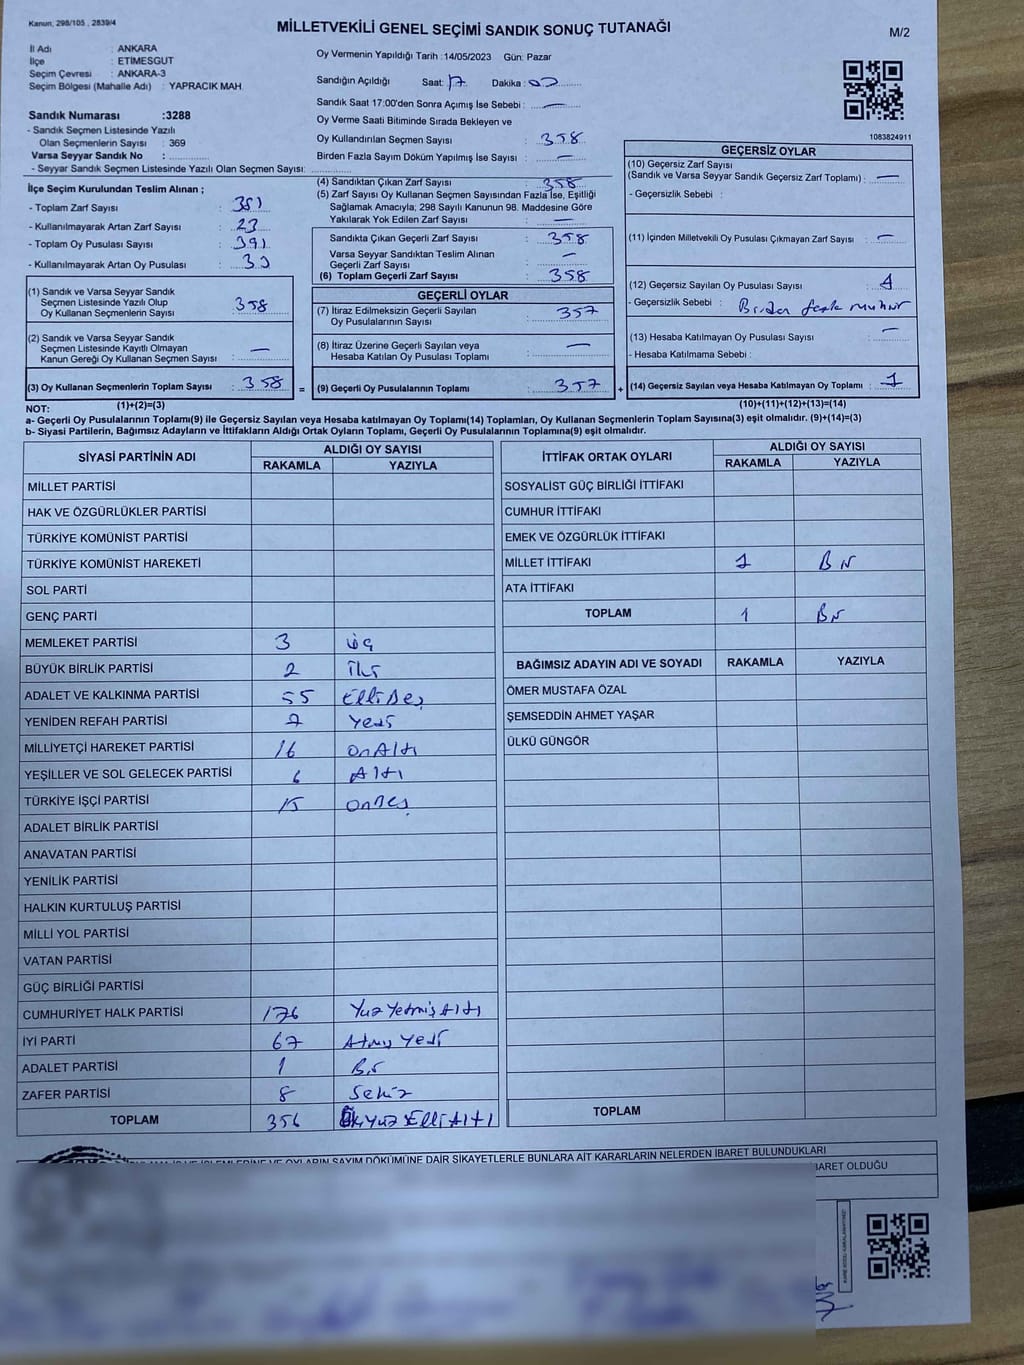 Kanun, 298/105 , 2839/4
MİLLETVEKİLİ GENEL SEÇİMİ SANDIK SONUÇ TUTANAĞI
M/2
İl Adı : ANKARA
İlçe : ETİMESGUT
Seçim Çevresi : ANKARA-3
Seçim Bölgesi (Mahalle Adı) : YAPRACIK MAH.
Sandık Numarası :3288
- Sandık Seçmen Listesinde Yazılı
Olan Seçmenlerin Sayısı : 369
Varsa Seyyar Sandık No :
- Seyyar Sandık Seçmen Listesinde Yazılı Olan Seçmen Sayısı:
Oy Vermenin Yapıldığı Tarih :14/05/2023 Gün: Pazar
Sandığın Açıldığı Saat: 17 Dakika :
Sandık Saat 17:00'den Sonra Açımış İse Sebebi : —
Oy Verme Saati Bitiminde Sırada Bekleyen ve
Oy Kullandırılan Seçmen Sayısı : 358
Birden Fazla Sayım Döküm Yapılmış İse Sayısı : —
1083824911
İlçe Seçim Kurulundan Teslim Alınan ;
- Toplam Zarf Sayısı : 381
- Kullanılmayarak Artan Zarf Sayısı : 23
- Toplam Oy Pusulası Sayısı : 391
- Kullanılmayarak Artan Oy Pusulası : 33
(4) Sandıktan Çıkan Zarf Sayısı : 358
(5) Zarf Sayısı Oy Kullanan Seçmen Sayısından Fazla İse, Eşitliği
Sağlamak Amacıyla; 298 Sayılı Kanunun 98. Maddesine Göre
Yakılarak Yok Edilen Zarf Sayısı : —
Sandıkta Çıkan Geçerli Zarf Sayısı : 358
Varsa Seyyar Sandıktan Teslim Alınan
Geçerli Zarf Sayısı : —
(6) Toplam Geçerli Zarf Sayısı : 358
GEÇERSİZ OYLAR
(10) Geçersiz Zarf Sayısı
(Sandık ve Varsa Seyyar Sandık Geçersiz Zarf Toplamı) : —
- Geçersizlik Sebebi :
(11) İçinden Milletvekili Oy Pusulası Çıkmayan Zarf Sayısı : —
(12) Geçersiz Sayılan Oy Pusulası Sayısı : 1
- Geçersizlik Sebebi : Birden fazla mühür
(13) Hesaba Katılmayan Oy Pusulası Sayısı : —
- Hesaba Katılmama Sebebi :
(14) Geçersiz Sayılan veya Hesaba Katılmayan Oy Toplamı : 1
(10)+(11)+(12)+(13)=(14)
(1) Sandık ve Varsa Seyyar Sandık
Seçmen Listesinde Yazılı Olup
Oy Kullanan Seçmenlerin Sayısı : 358
(2) Sandık ve Varsa Seyyar Sandık
Seçmen Listesinde Kayıtlı Olmayan
Kanun Gereği Oy Kullanan Seçmen Sayısı : —
(3) Oy Kullanan Seçmenlerin Toplam Sayısı : 358 =
(1)+(2)=(3)
GEÇERLİ OYLAR
(7) İtiraz Edilmeksizin Geçerli Sayılan
Oy Pusulalarının Sayısı : 357
(8) İtiraz Üzerine Geçerli Sayılan veya
Hesaba Katılan Oy Pusulası Toplamı : —
(9) Geçerli Oy Pusulalarının Toplamı : 357 +
NOT:
a- Geçerli Oy Pusulalarının Toplamı(9) ile Geçersiz Sayılan veya Hesaba katılmayan Oy Toplamı(14) Toplamları, Oy Kullanan Seçmenlerin Toplam Sayısına(3) eşit olmalıdır. (9)+(14)=(3)
b- Siyasi Partilerin, Bağımsız Adayların ve İttifakların Aldığı Ortak Oyların Toplamı, Geçerli Oy Pusulalarının Toplamına(9) eşit olmalıdır.
SİYASİ PARTİNİN ADI ALDIĞI OY SAYISI
RAKAMLA YAZIYLA
MİLLET PARTİSİ
HAK VE ÖZGÜRLÜKLER PARTİSİ
TÜRKİYE KOMÜNİST PARTİSİ
TÜRKİYE KOMÜNİST HAREKETİ
SOL PARTİ
GENÇ PARTİ
MEMLEKET PARTİSİ 3 üç
BÜYÜK BİRLİK PARTİSİ 2 İki
ADALET VE KALKINMA PARTİSİ 55 Elli Beş
YENİDEN REFAH PARTİSİ 7 Yedi
MİLLİYETÇİ HAREKET PARTİSİ 16 On Altı
YEŞİLLER VE SOL GELECEK PARTİSİ 6 Altı
TÜRKİYE İŞÇİ PARTİSİ 15 On Beş
ADALET BİRLİK PARTİSİ
ANAVATAN PARTİSİ
YENİLİK PARTİSİ
HALKIN KURTULUŞ PARTİSİ
MİLLİ YOL PARTİSİ
VATAN PARTİSİ
GÜÇ BİRLİĞİ PARTİSİ
CUMHURİYET HALK PARTİSİ 176 Yüz Yetmiş Altı
İYİ PARTİ 67 Atmış Yedi
ADALET PARTİSİ 1 Bir
ZAFER PARTİSİ 8 Sekiz
TOPLAM 356 Üç Yüz Elli Altı
İTTİFAK ORTAK OYLARI ALDIĞI OY SAYISI
RAKAMLA YAZIYLA
SOSYALİST GÜÇ BİRLİĞİ İTTİFAKI
CUMHUR İTTİFAKI
EMEK VE ÖZGÜRLÜK İTTİFAKI
MİLLET İTTİFAKI 1 Bir
ATA İTTİFAKI
TOPLAM 1 Bir
BAĞIMSIZ ADAYIN ADI VE SOYADI RAKAMLA YAZIYLA
ÖMER MUSTAFA ÖZAL
ŞEMSEDDİN AHMET YAŞAR
ÜLKÜ GÜNGÖR
TOPLAM
OYLARIN SAYIM DÖKÜMÜNE DAİR ŞİKAYETLERLE BUNLARA AİT KARARLARIN NELERDEN İBARET BULUNDUKLARI
BARET OLDUĞU